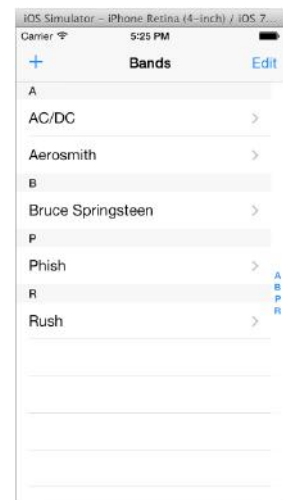 iOS Simulator – iPhone Retina (4-inch) / iOS 7...
Carrier 5:25 PM
+ Bands Edit
A
AC/DC
Aerosmith
B
Bruce Springsteen
P
Phish
R
Rush
A
B
P
R